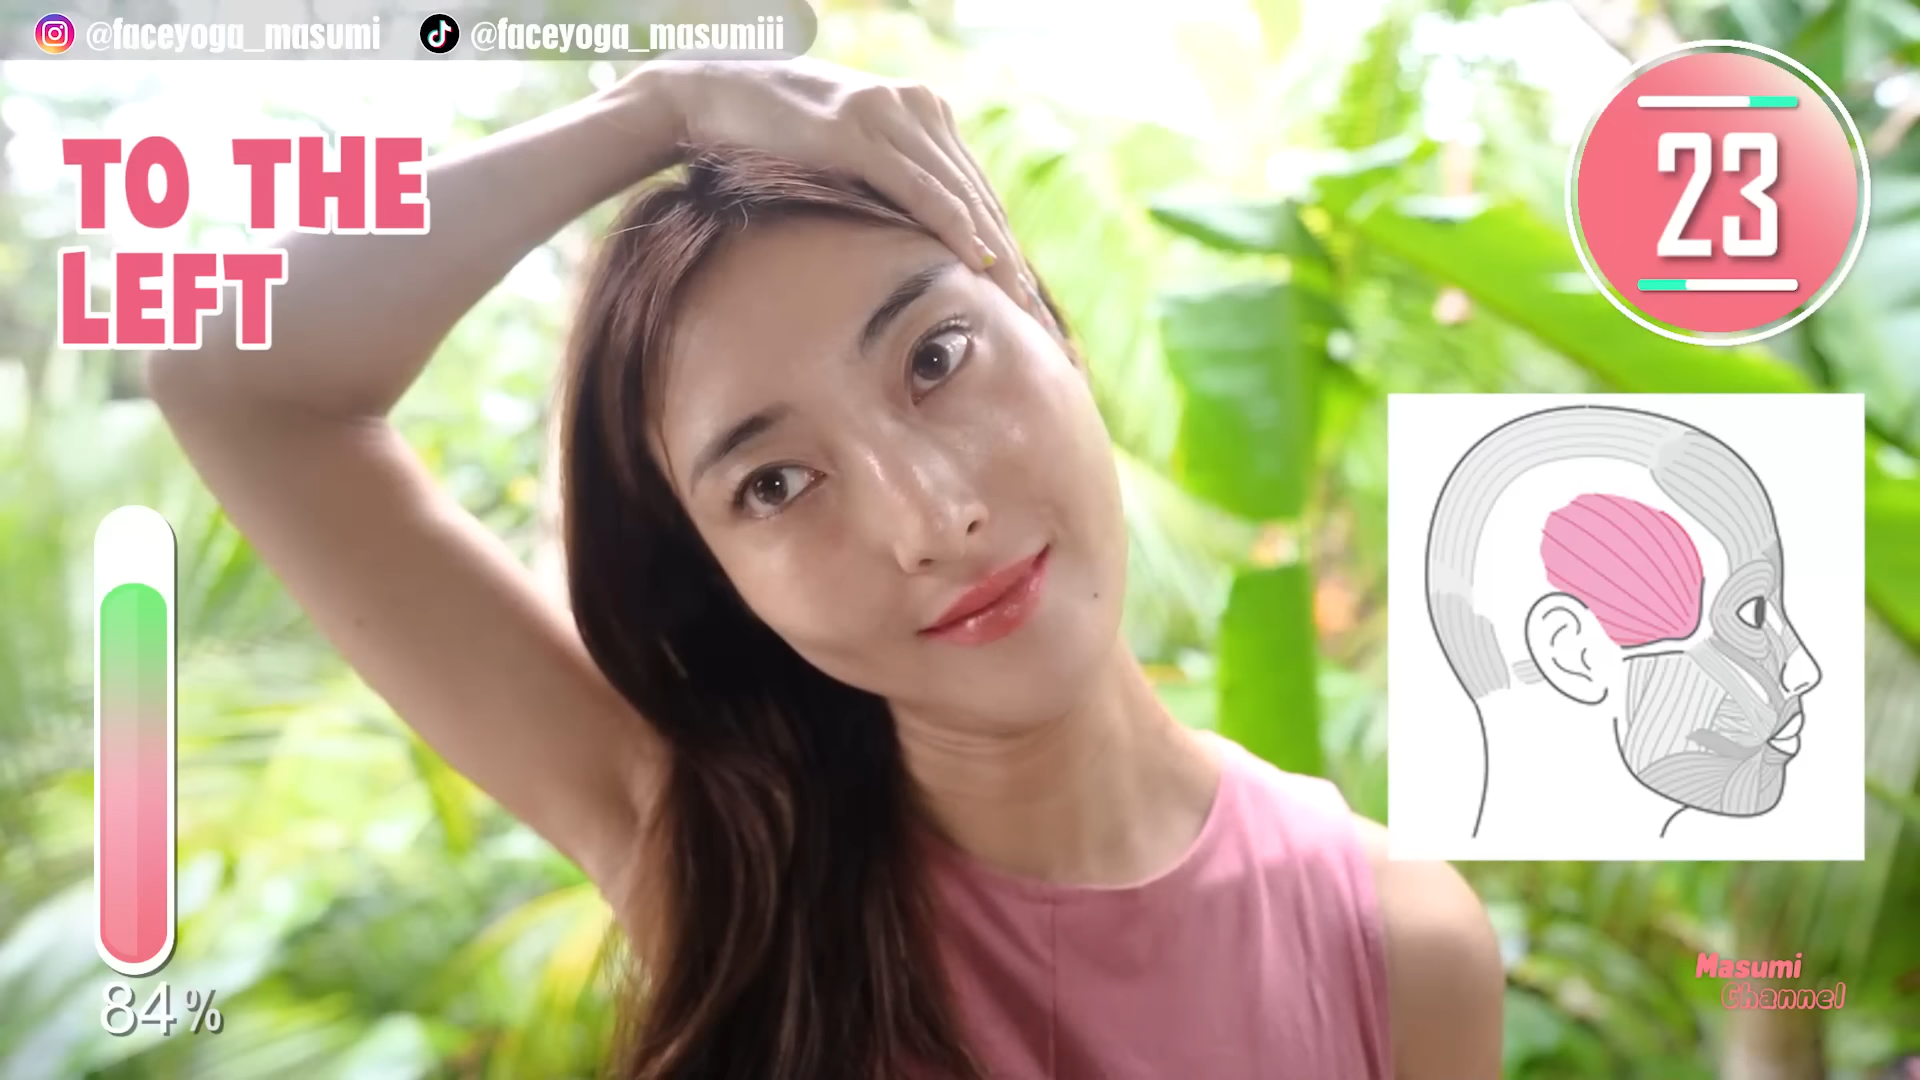 @faceyoga_masumi
@faceyoga_masumiii
TO THE
LEFT
23
84%
Masumi
Channel